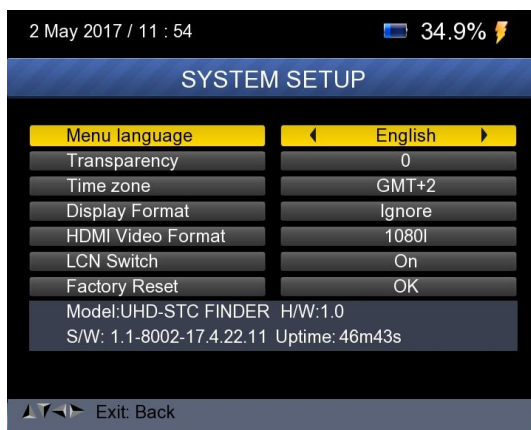 2 May 2017 / 11 : 54 34.9%
SYSTEM SETUP
Menu language English
Transparency 0
Time zone GMT+2
Display Format Ignore
HDMI Video Format 1080I
LCN Switch On
Factory Reset OK
Model:UHD-STC FINDER H/W:1.0
S/W: 1.1-8002-17.4.22.11 Uptime: 46m43s
Exit: Back